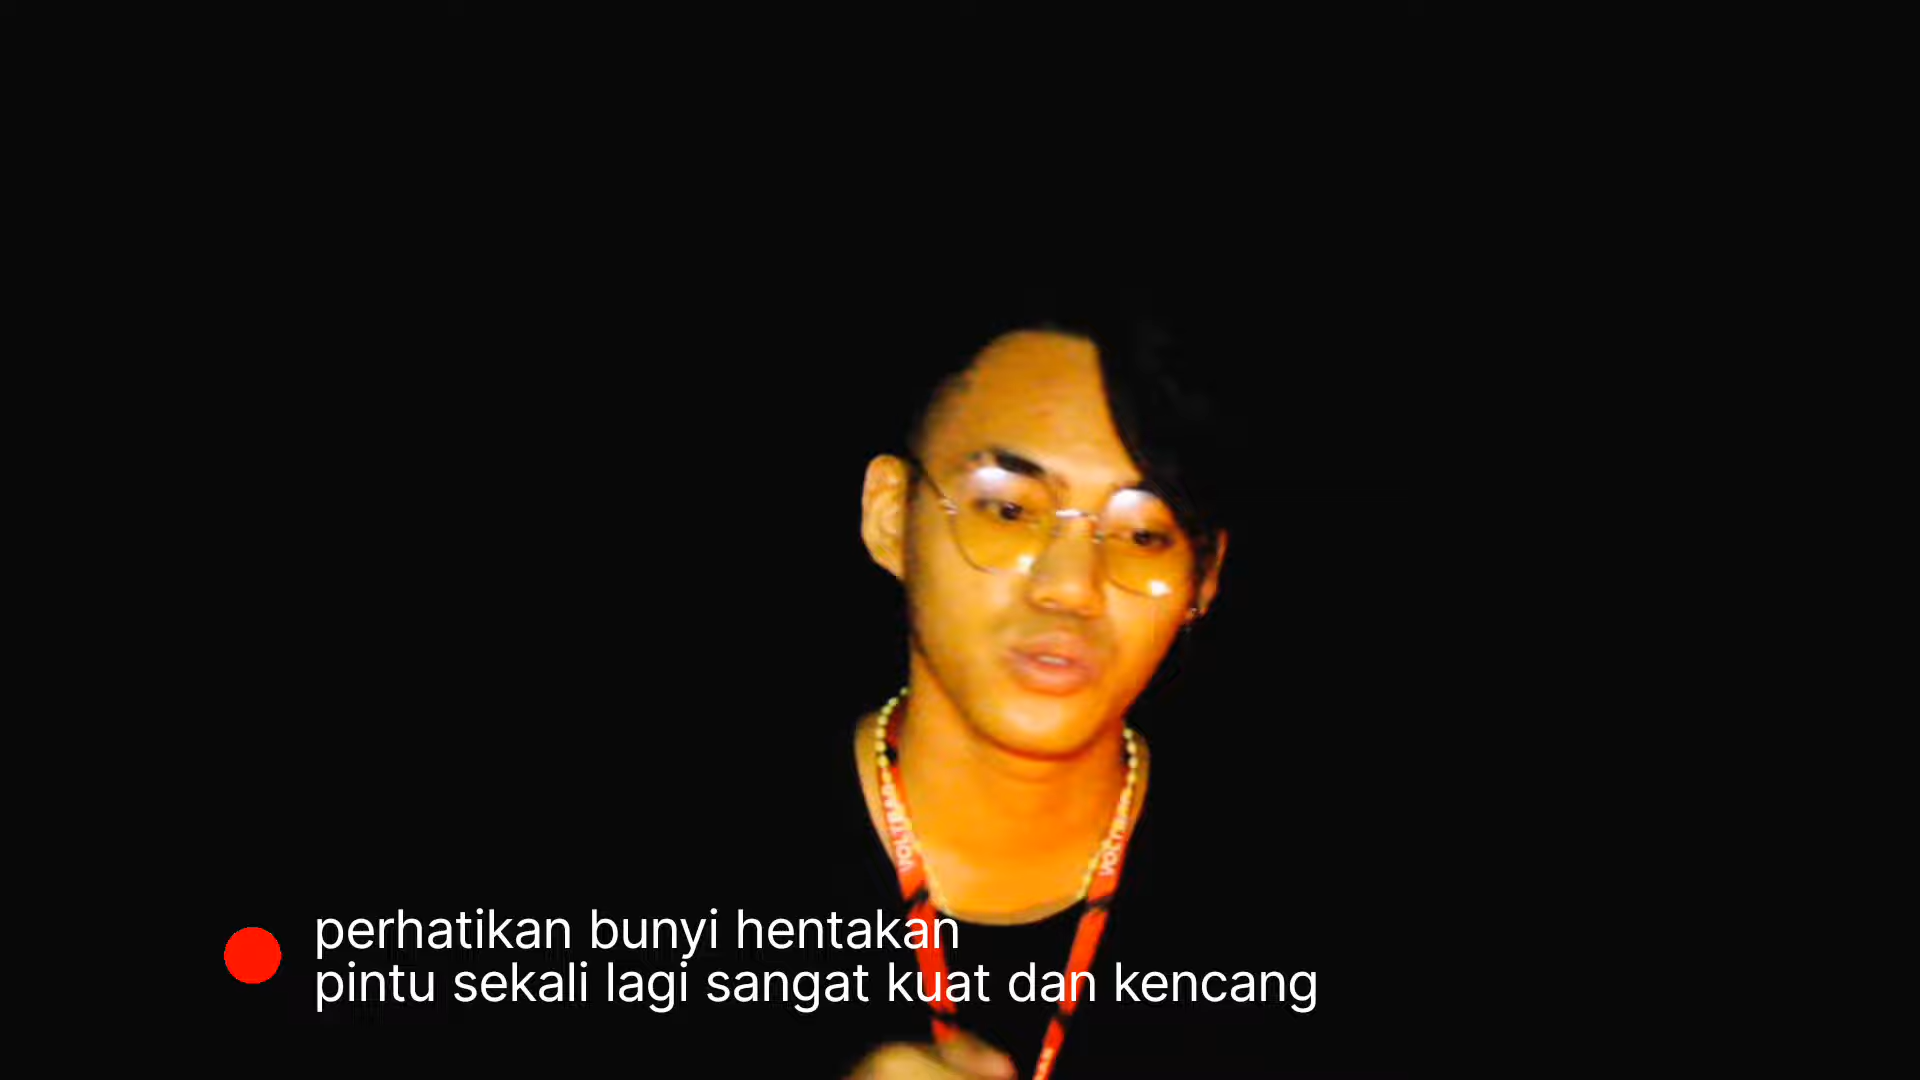 perhatikan bunyi hentakan
pintu sekali lagi sangat kuat dan kencang